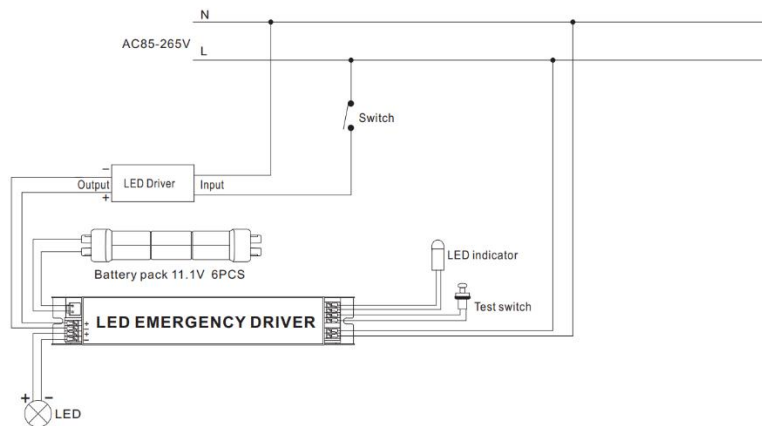 N
AC85-265V
L
Switch
−
Output LED Driver Input
+
Battery pack 11.1V 6PCS
LED indicator
Test switch
LED EMERGENCY DRIVER
+
−
+
−
+ −
LED